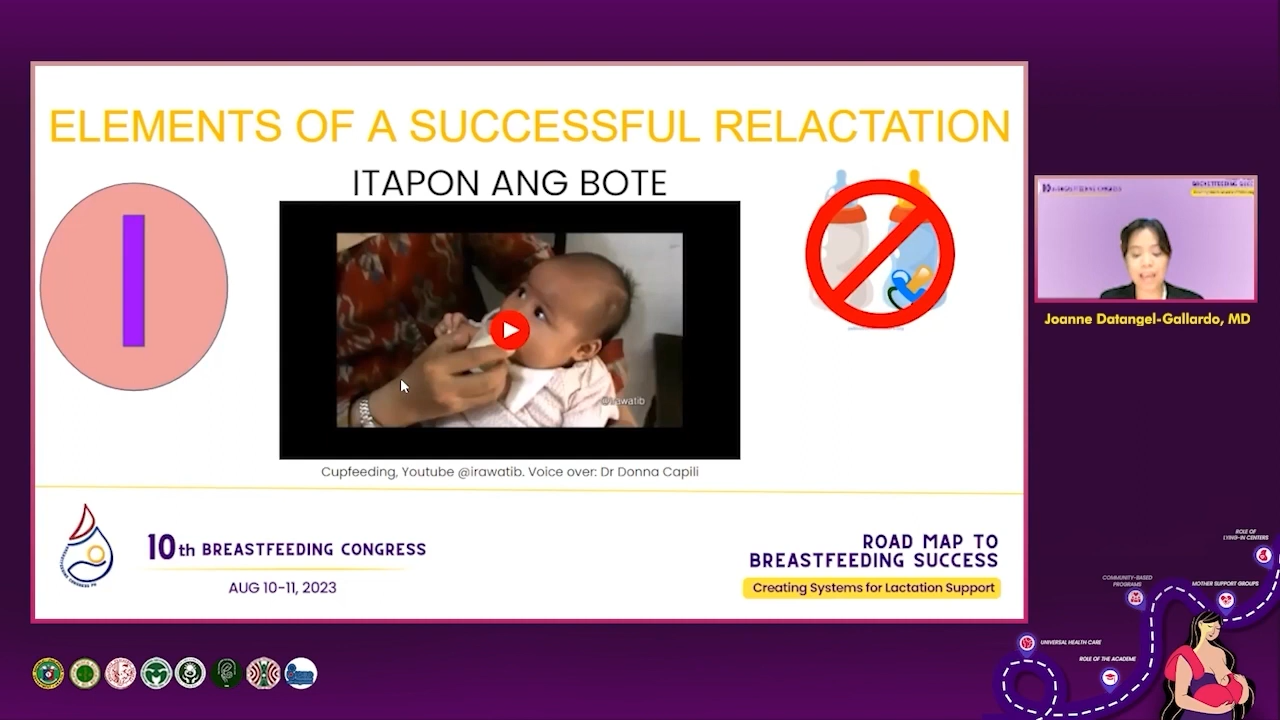 ELEMENTS OF A SUCCESSFUL RELACTATION
ITAPON ANG BOTE
I
@irawatib
Cupfeeding, Youtube @irawatib. Voice over: Dr Donna Capili
10th BREASTFEEDING CONGRESS
AUG 10-11, 2023
ROAD MAP TO
BREASTFEEDING SUCCESS
Creating Systems for Lactation Support
Joanne Datangel-Gallardo, MD
ROLE OF
LYING-IN CENTERS
COMMUNITY-BASED
PROGRAMS
MOTHER SUPPORT GROUPS
UNIVERSAL HEALTH CARE
ROLE OF THE ACADEME